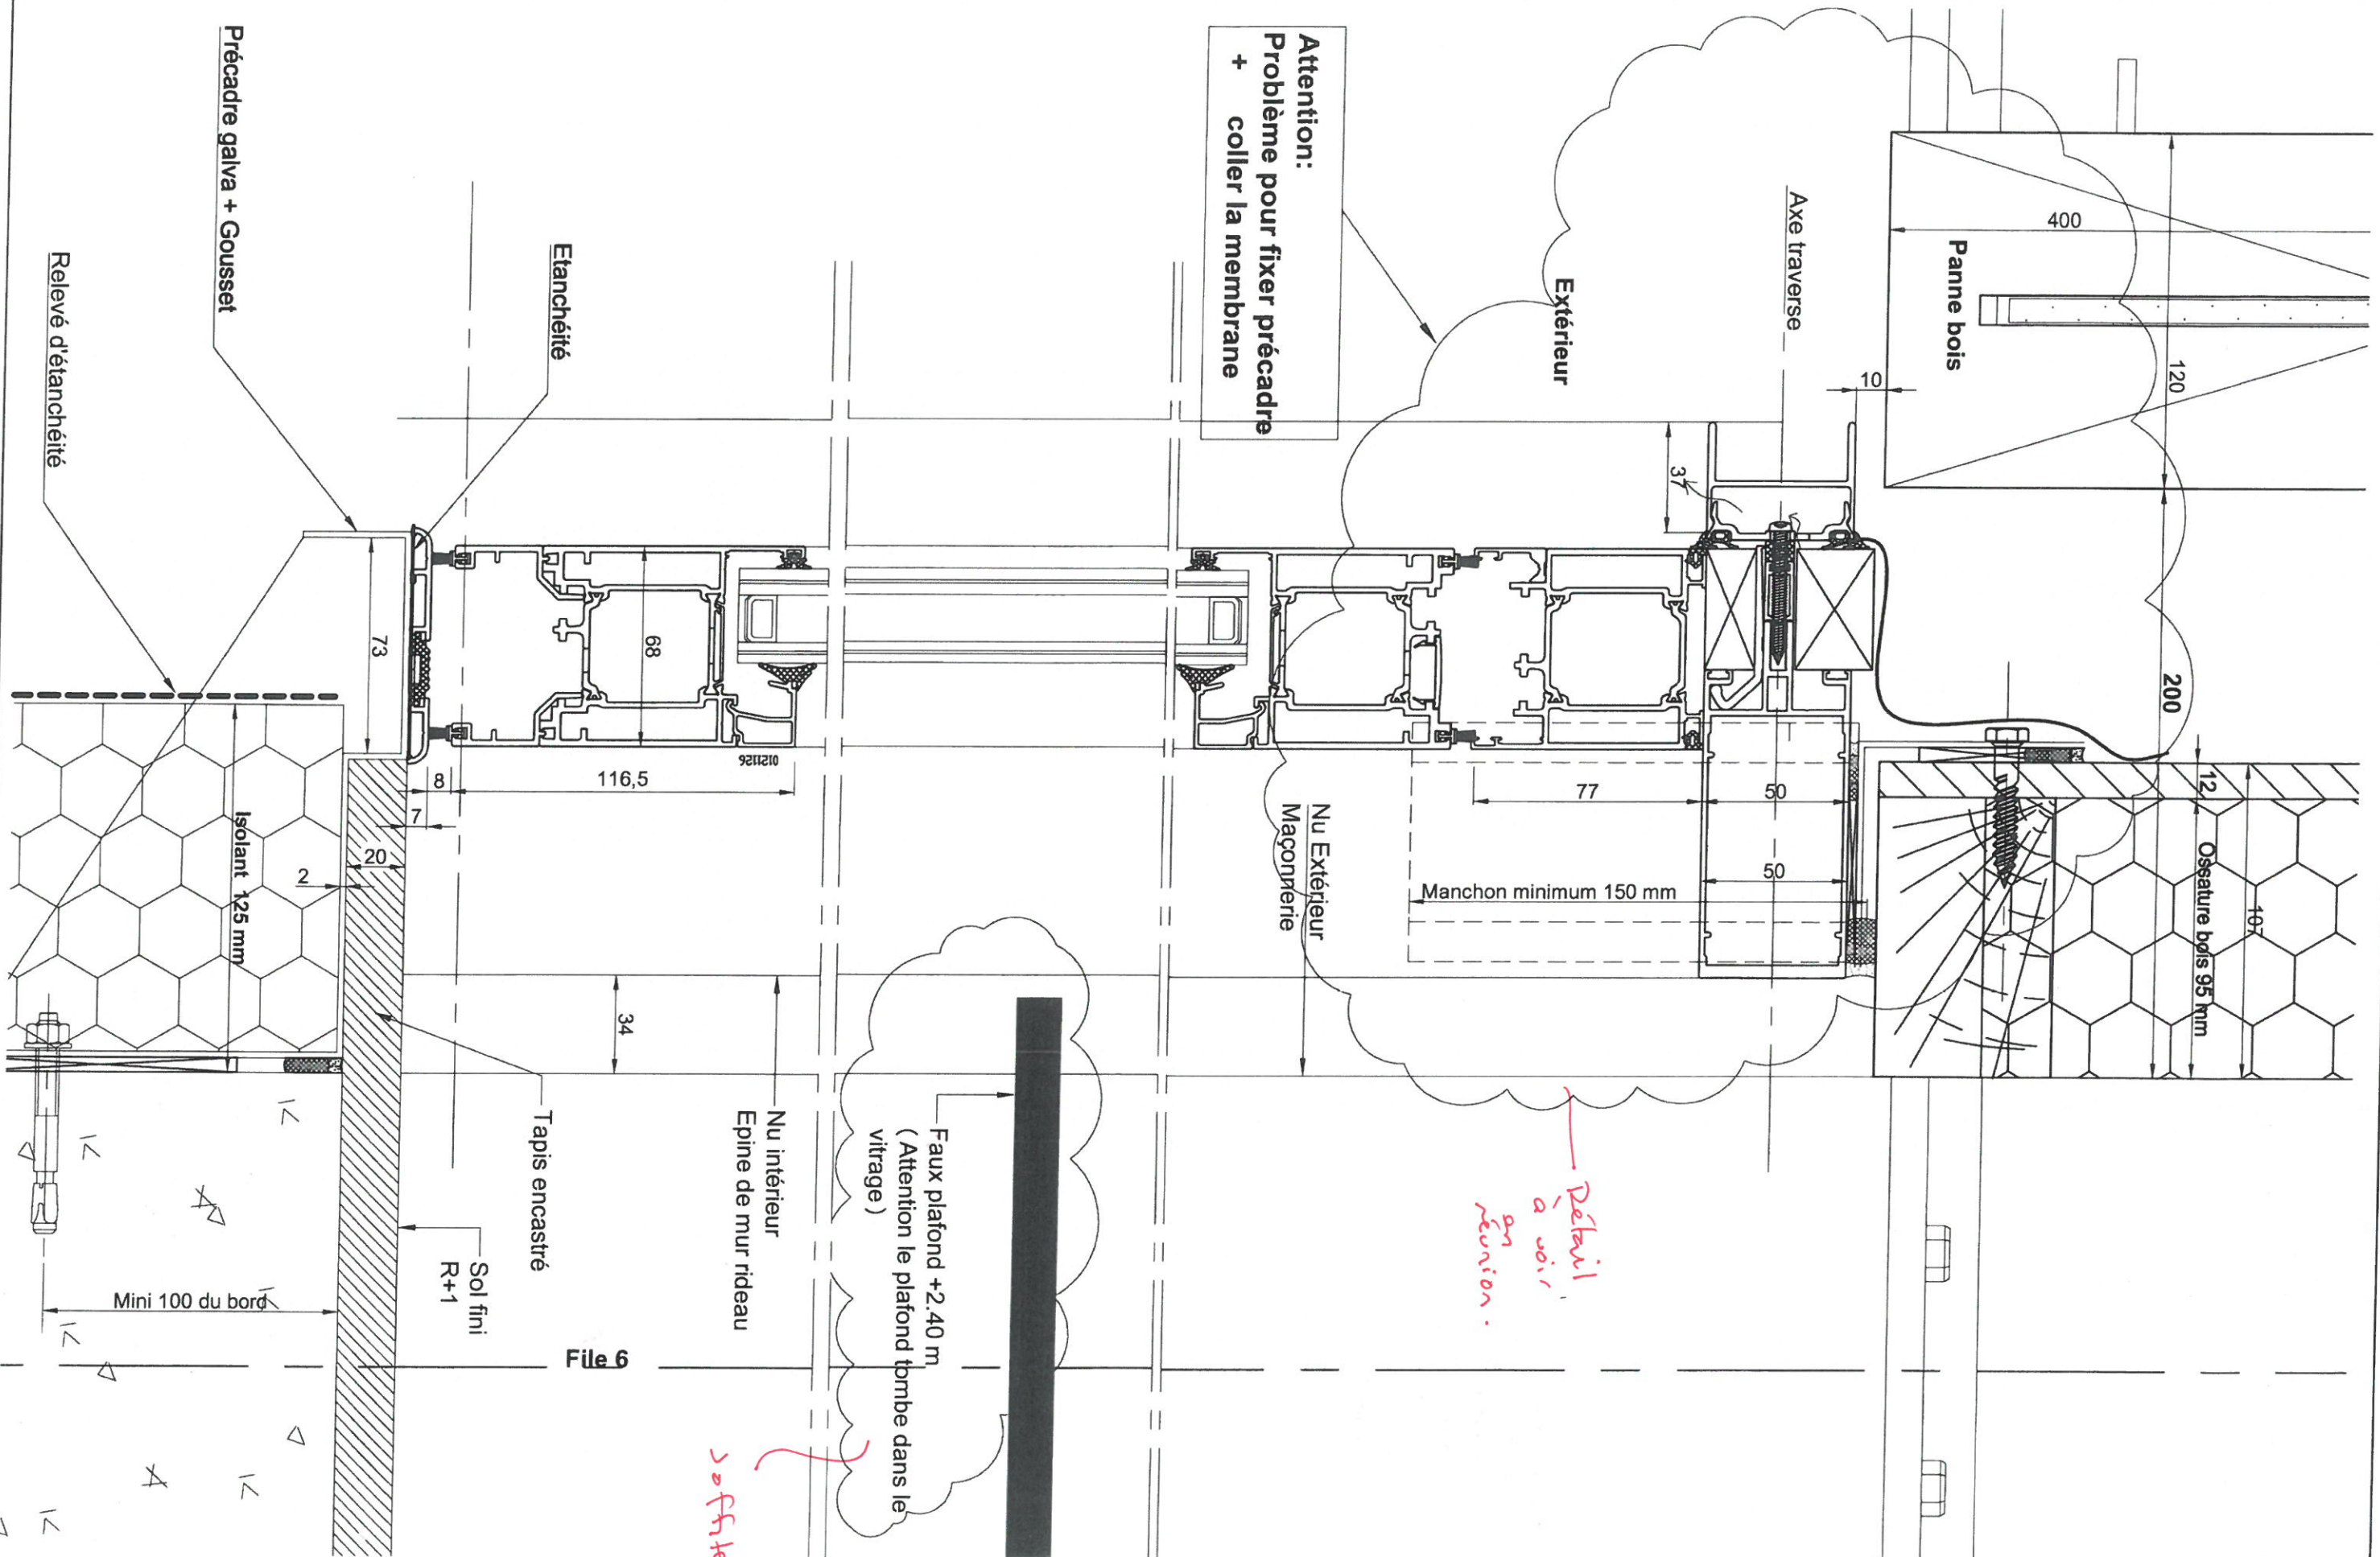 Attention:
Problème pour fixer précadre
+ coller la membrane
Extérieur
Axe traverse
Panne bois
400
120
10
200
37
12
Ossature bois 95 mm
107
77
50
50
Manchon minimum 150 mm
Nu Extérieur
Maçonnerie
Détail
à voir
en
réunion.
Faux plafond +2.40 m
( Attention le plafond tombe dans le
vitrage )
soffite
Nu intérieur
Epine de mur rideau
34
0121126
68
116,5
8
7
20
2
73
Etanchéité
Précadre galva + Gousset
Relevé d'étanchéité
Isolant 125 mm
Tapis encastré
Sol fini
R+1
Mini 100 du bord
File 6